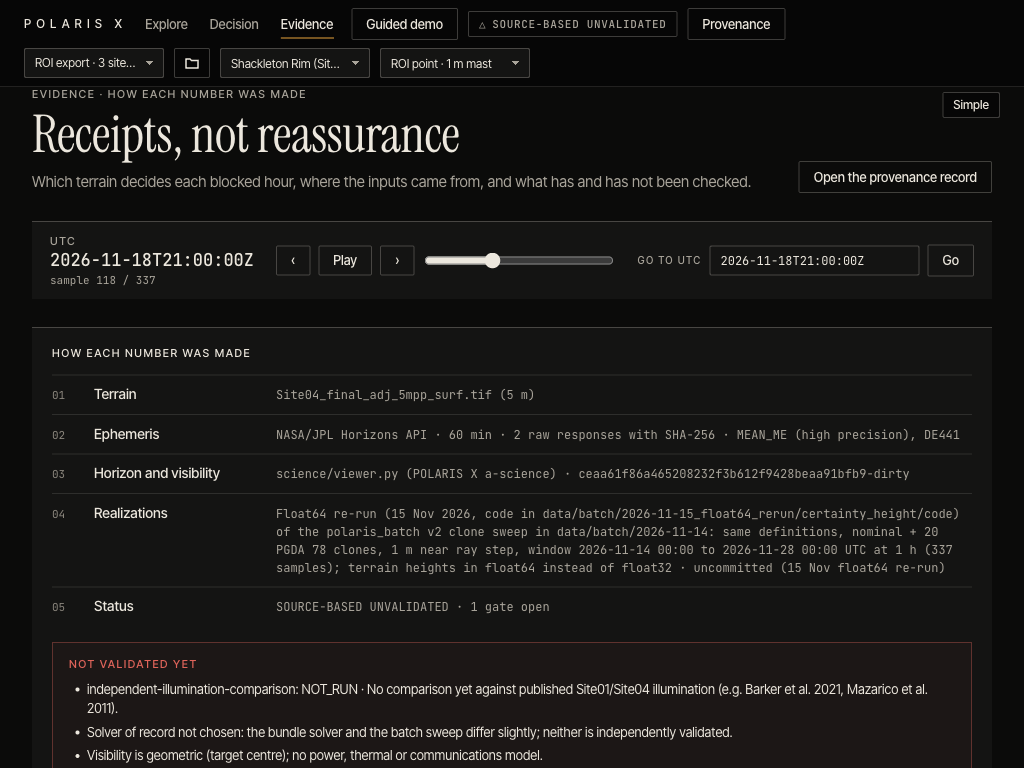 POLARIS X Explore Decision Evidence Guided demo △ SOURCE-BASED UNVALIDATED Provenance
ROI export · 3 site... Shackleton Rim (Sit... ROI point · 1 m mast
EVIDENCE · HOW EACH NUMBER WAS MADE
Simple
Receipts, not reassurance
Which terrain decides each blocked hour, where the inputs came from, and what has and has not been checked.
Open the provenance record
UTC
2026-11-18T21:00:00Z
sample 118 / 337
‹ Play › GO TO UTC 2026-11-18T21:00:00Z Go
HOW EACH NUMBER WAS MADE
01 Terrain Site04_final_adj_5mpp_surf.tif (5 m)
02 Ephemeris NASA/JPL Horizons API · 60 min · 2 raw responses with SHA-256 · MEAN_ME (high precision), DE441
03 Horizon and visibility science/viewer.py (POLARIS X a-science) · ceaa61f86a465208232f3b612f9428beaa91bfb9-dirty
04 Realizations Float64 re-run (15 Nov 2026, code in data/batch/2026-11-15_float64_rerun/certainty_height/code)
of the polaris_batch v2 clone sweep in data/batch/2026-11-14: same definitions, nominal + 20
PGDA 78 clones, 1 m near ray step, window 2026-11-14 00:00 to 2026-11-28 00:00 UTC at 1 h (337
samples); terrain heights in float64 instead of float32 · uncommitted (15 Nov float64 re-run)
05 Status SOURCE-BASED UNVALIDATED · 1 gate open
NOT VALIDATED YET
• independent-illumination-comparison: NOT_RUN · No comparison yet against published Site01/Site04 illumination (e.g. Barker et al. 2021, Mazarico et al.
2011).
• Solver of record not chosen: the bundle solver and the batch sweep differ slightly; neither is independently validated.
• Visibility is geometric (target centre); no power, thermal or communications model.